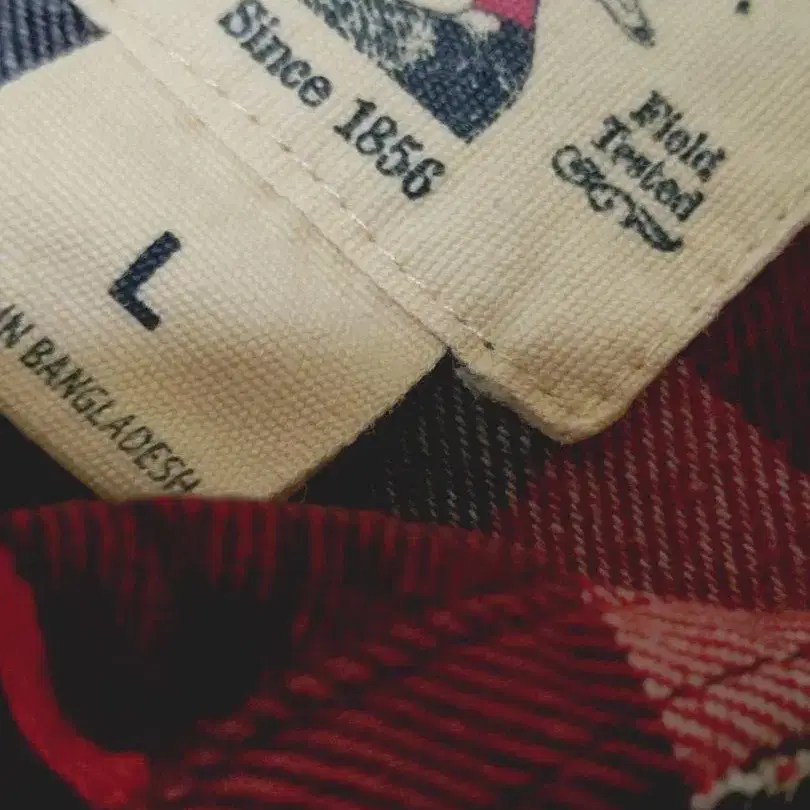 Since 1856
Field
Tested
L
IN BANGLADESH